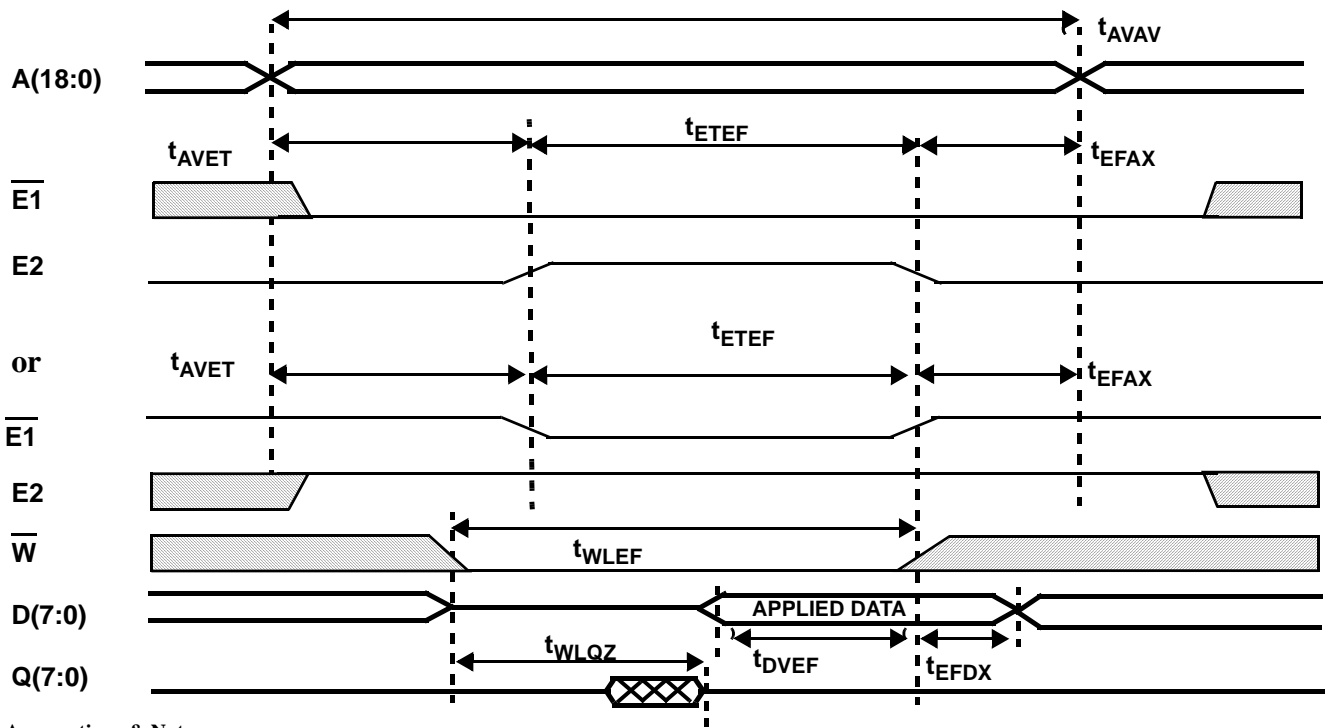 tAVAV
A(18:0)
tETEF
tAVET
tEFAX
E1
E2
tETEF
or
tAVET
tEFAX
E1
E2
W
tWLEF
APPLIED DATA
D(7:0)
tWLQZ
tDVEF
tEFDX
Q(7:0)